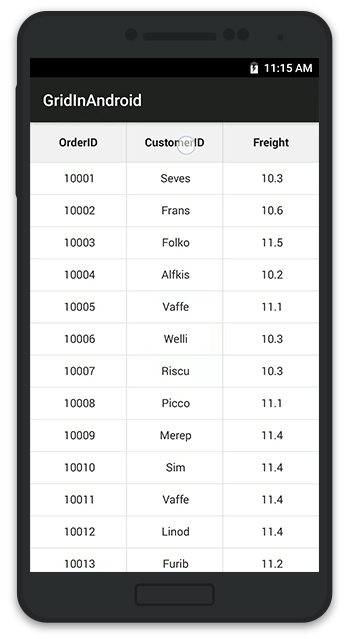 11:15 AM
GridInAndroid
OrderID CustomerID Freight
10001 Seves 10.3
10002 Frans 10.6
10003 Folko 11.5
10004 Alfkis 10.2
10005 Vaffe 11.1
10006 Welli 10.3
10007 Riscu 10.3
10008 Picco 11.1
10009 Merep 11.4
10010 Sim 11.4
10011 Vaffe 11.4
10012 Linod 11.4
10013 Furib 11.2